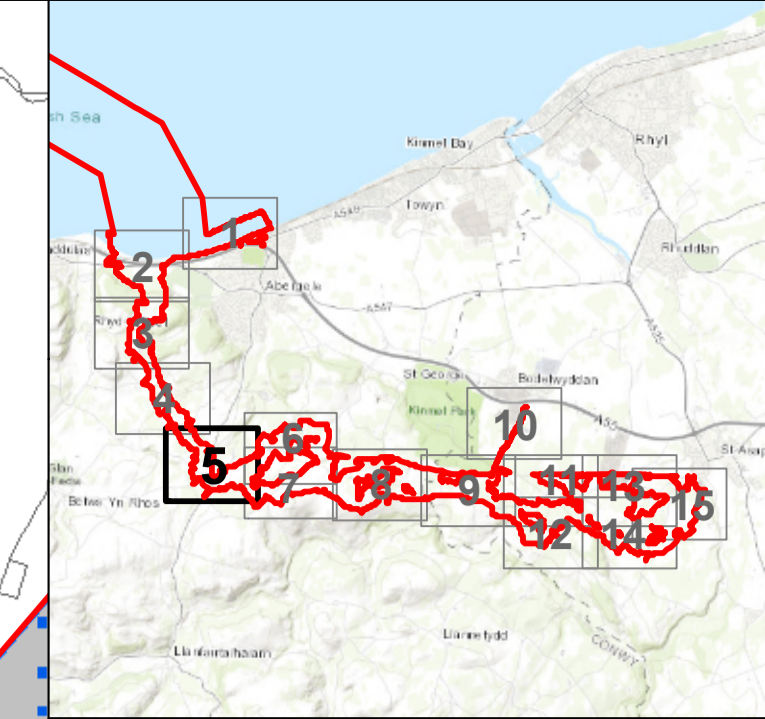 sh Sea
Kinmel Bay
Rhyl
Towyn
A548
1
Rhuddlan
2
Abergele
A547
3
A525
St George
Bodelwyddan
4
Kinmel Park
10
A55
6
St Asap
5
7
8
9
11
13
15
Betws Yn Rhos
12
14
Llanfairtalhaiarn
Llannefydd
CONWY